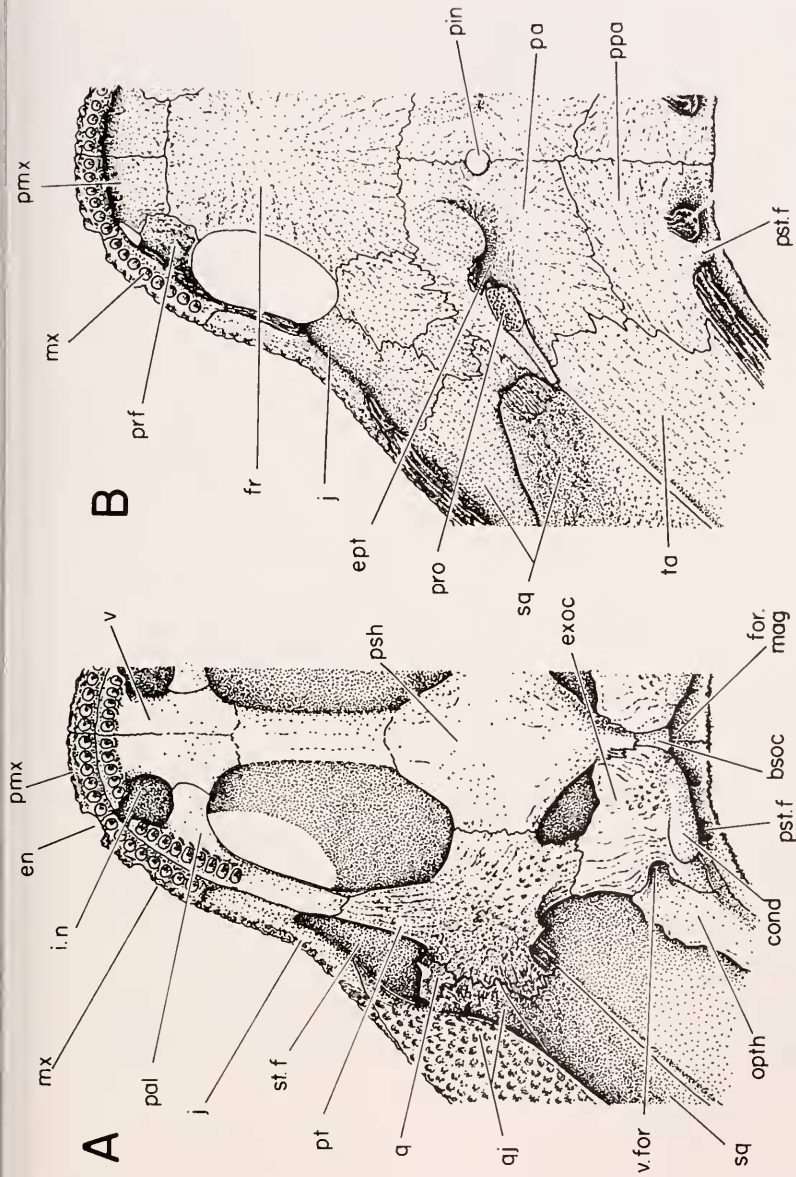 A
mx
en
pmx
v
i.n
pal
j
st.f
psh
pt
q
qj
exoc
v.for
sq
opth
cond
pst.f
bsoc
for.
mag
B
pmx
mx
prf
fr
j
ept
pro
sq
ta
pin
pa
ppa
pst.f